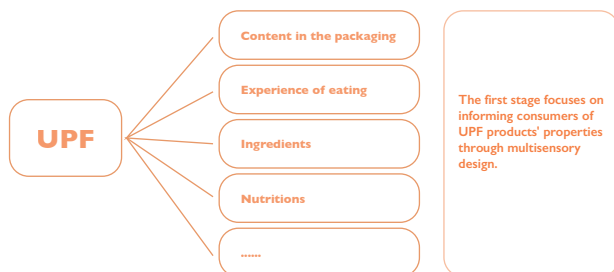 UPF
Content in the packaging
Experience of eating
Ingredients
Nutritions
......
The first stage focuses on
informing consumers of
UPF products' properties
through multisensory
design.